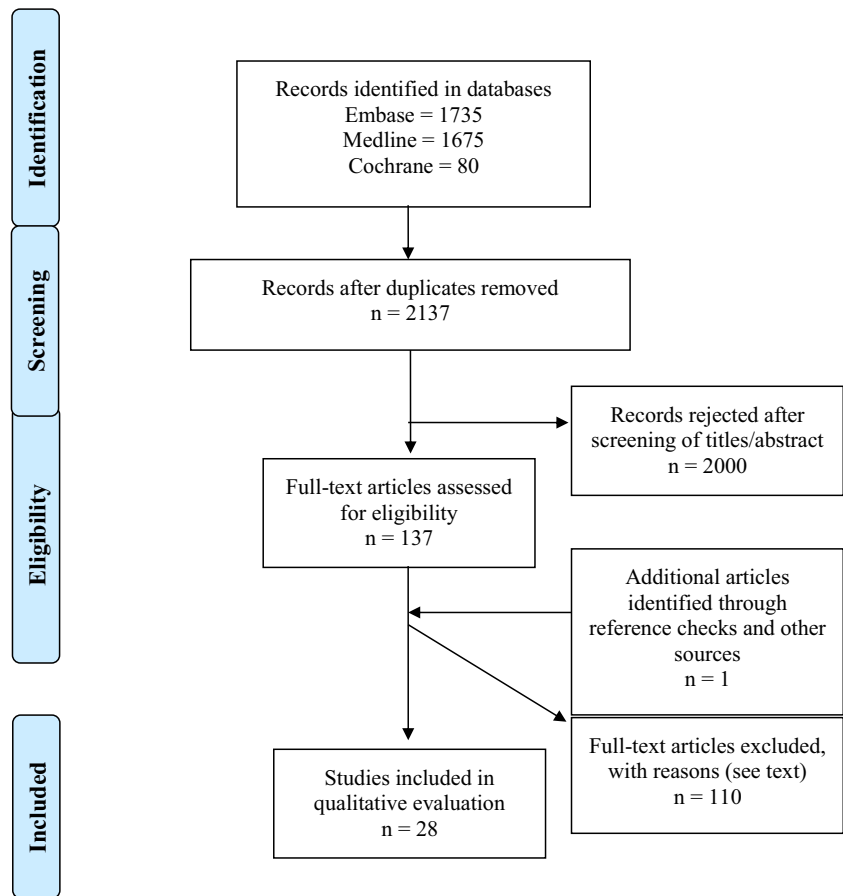 Identification
Records identified in databases
Embase = 1735
Medline = 1675
Cochrane = 80
Screening
Records after duplicates removed
n = 2137
Records rejected after
screening of titles/abstract
n = 2000
Eligibility
Full-text articles assessed
for eligibility
n = 137
Additional articles
identified through
reference checks and other
sources
n = 1
Full-text articles excluded,
with reasons (see text)
n = 110
Included
Studies included in
qualitative evaluation
n = 28